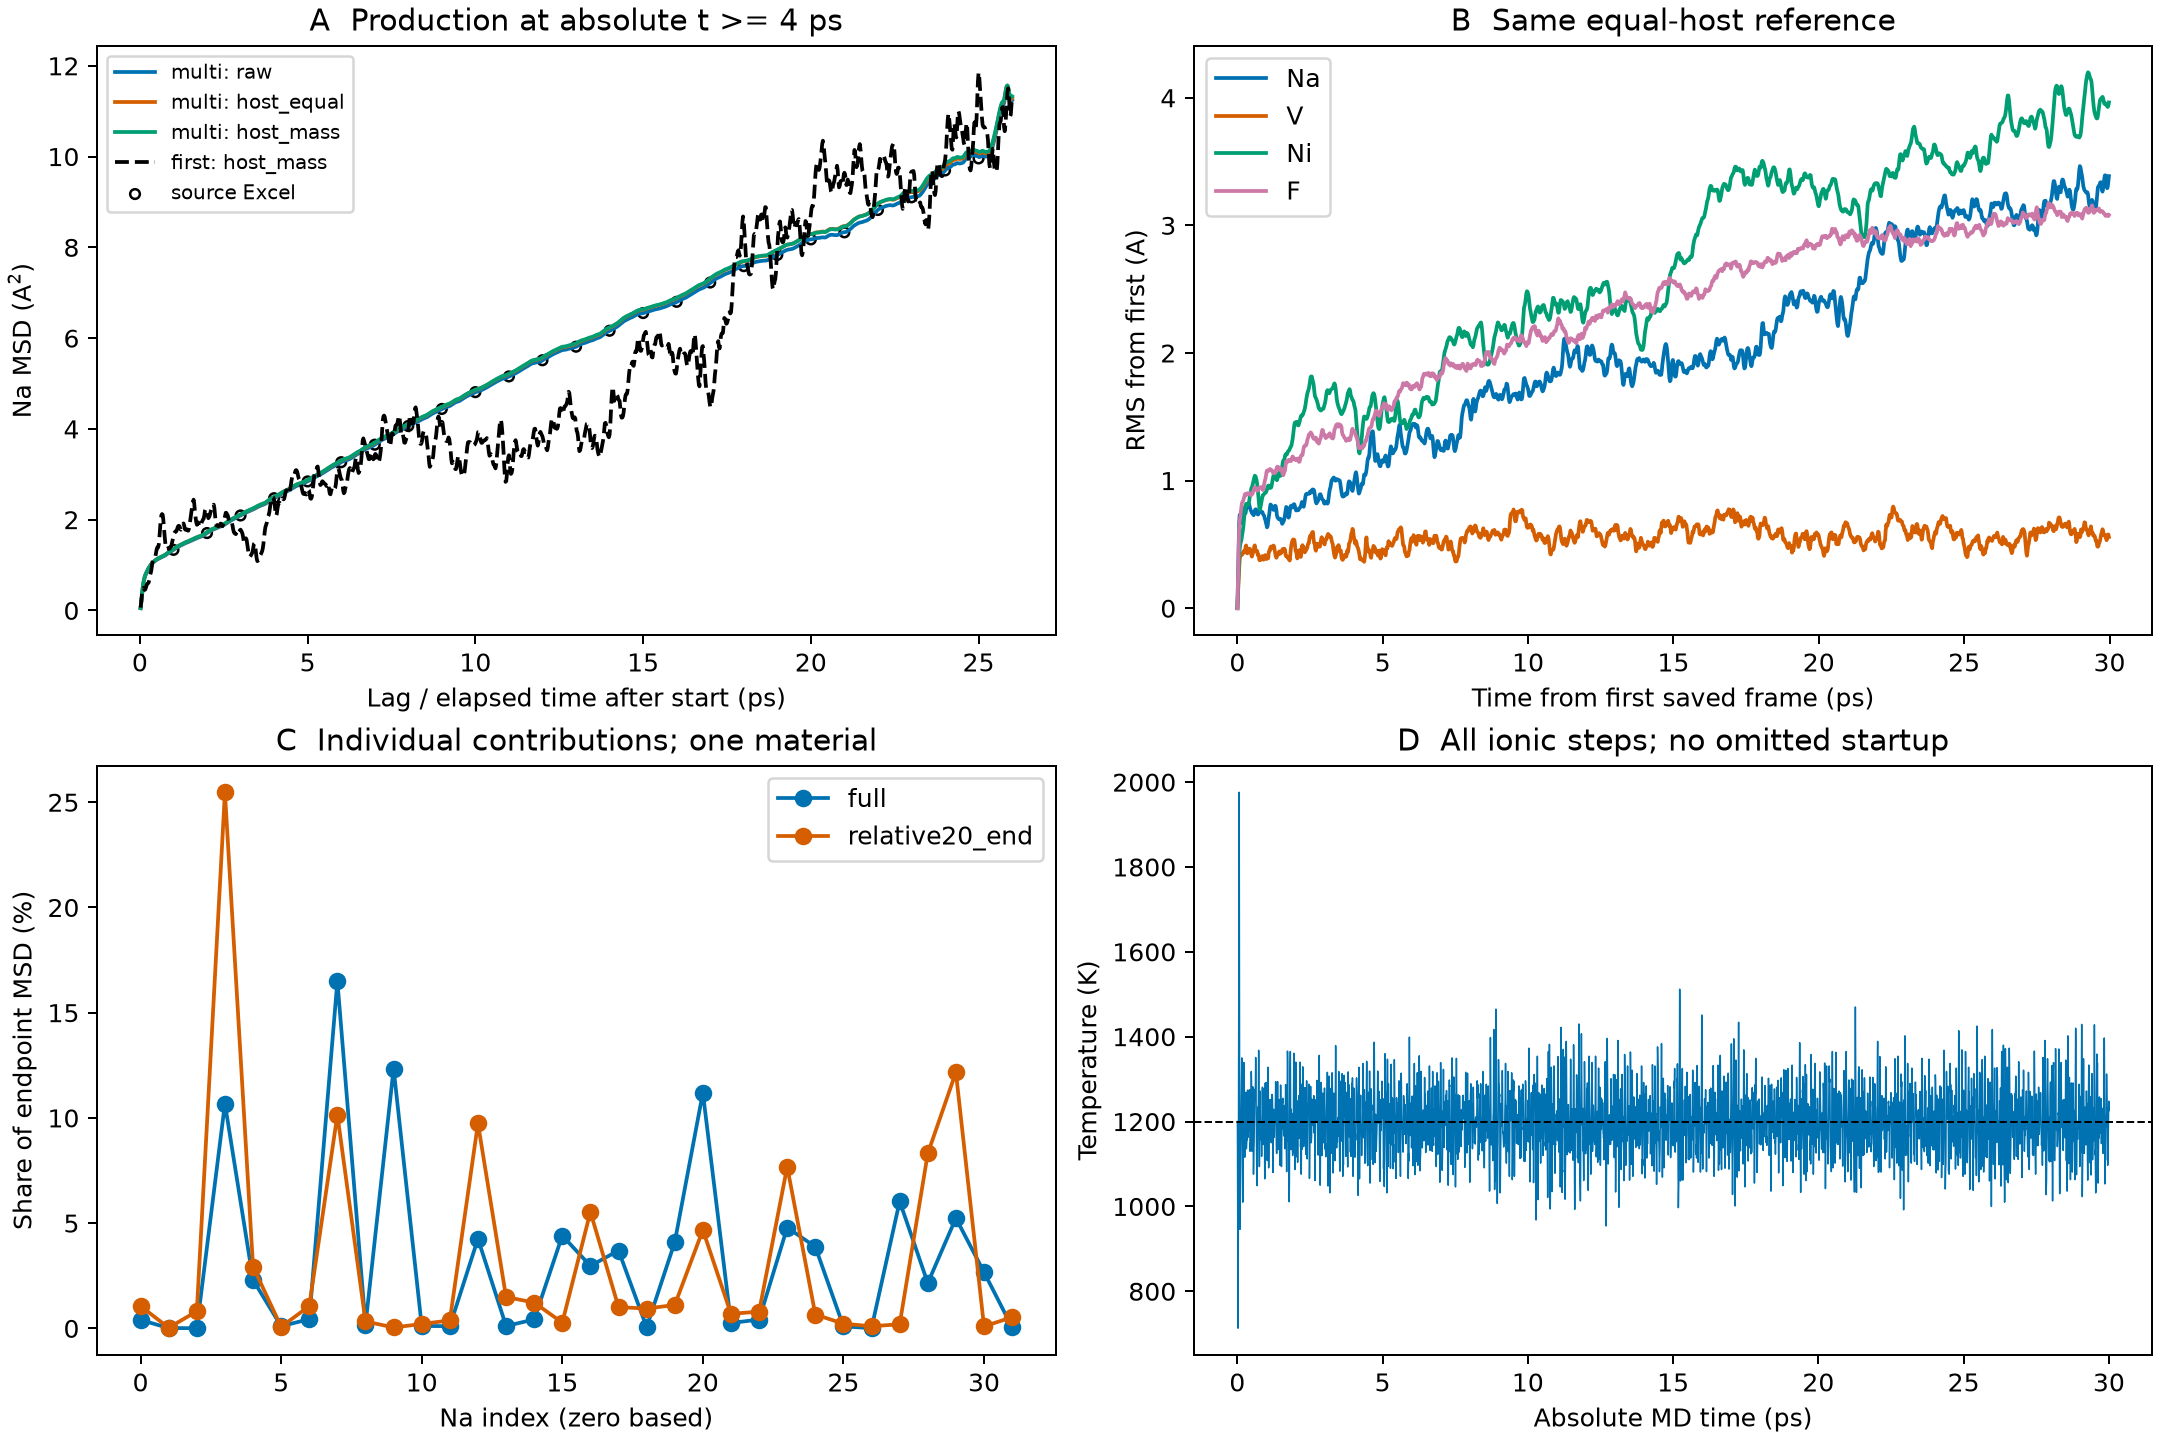 A  Production at absolute t >= 4 ps
12
10
8
6
4
2
0
Na MSD (A²)
multi: raw
multi: host_equal
multi: host_mass
first: host_mass
source Excel
0 5 10 15 20 25
Lag / elapsed time after start (ps)
B  Same equal-host reference
4
3
2
1
0
RMS from first (A)
Na
V
Ni
F
0 5 10 15 20 25 30
Time from first saved frame (ps)
C  Individual contributions; one material
25
20
15
10
5
0
Share of endpoint MSD (%)
full
relative20_end
0 5 10 15 20 25 30
Na index (zero based)
D  All ionic steps; no omitted startup
2000
1800
1600
1400
1200
1000
800
Temperature (K)
0 5 10 15 20 25 30
Absolute MD time (ps)